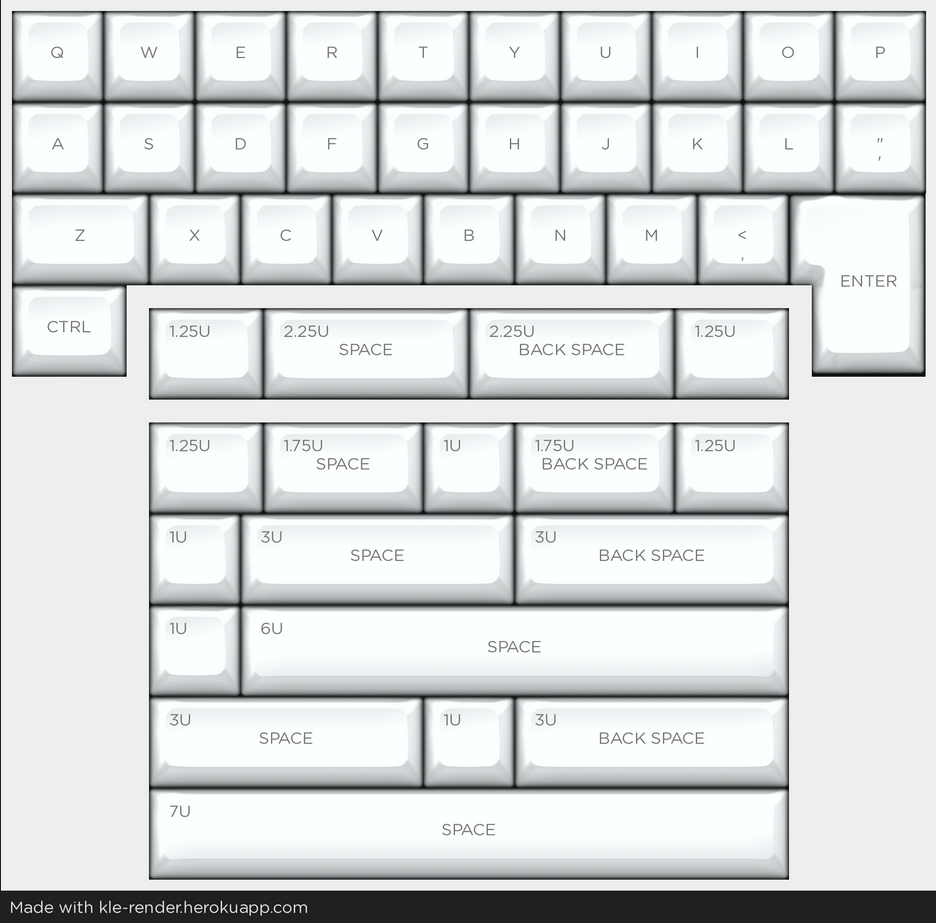 Q W E R T Y U I O P
A S D F G H J K L "
'
Z X C V B N M <
,
ENTER
CTRL
1.25U 2.25U 2.25U 1.25U
SPACE BACK SPACE
1.25U 1.75U 1U 1.75U 1.25U
SPACE BACK SPACE
1U 3U 3U
SPACE BACK SPACE
1U 6U
SPACE
3U 1U 3U
SPACE BACK SPACE
7U
SPACE
Made with kle-render.herokuapp.com